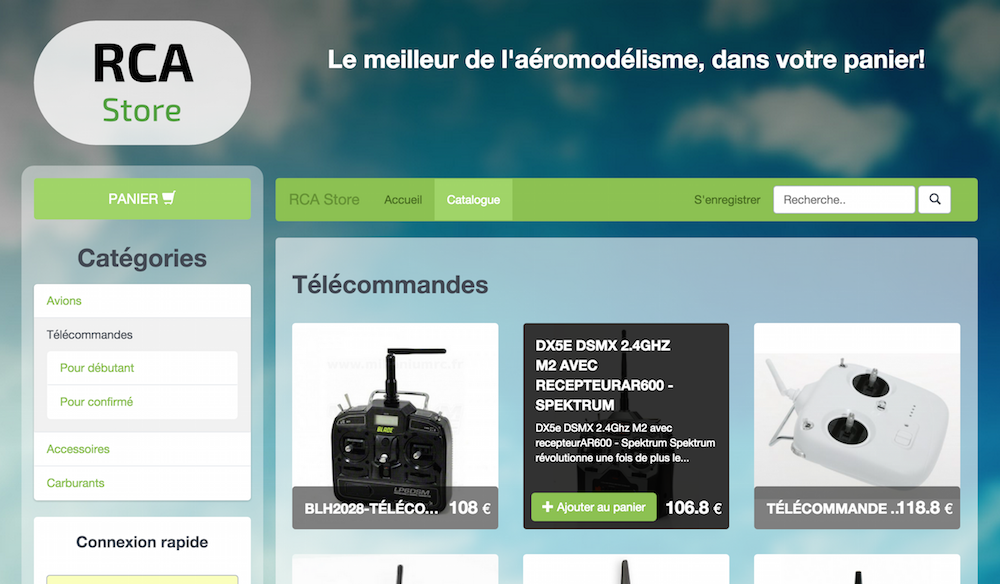 RCA
Store
Le meilleur de l'aéromodélisme, dans votre panier!
PANIER
RCA Store
Accueil
Catalogue
S'enregistrer
Recherche..
Catégories
Avions
Télécommandes
Pour débutant
Pour confirmé
Accessoires
Carburants
Connexion rapide
Télécommandes
BLADE
LP6DSM
BLH2028-TÉLÉCO... 108 €
DX5E DSMX 2.4GHZ
M2 AVEC
RECEPTEURAR600 -
SPEKTRUM
DX5e DSMX 2.4Ghz M2 avec
recepteurAR600 - Spektrum Spektrum
révolutionne une fois de plus le...
Ajouter au panier
106.8 €
TÉLÉCOMMANDE ...118.8 €